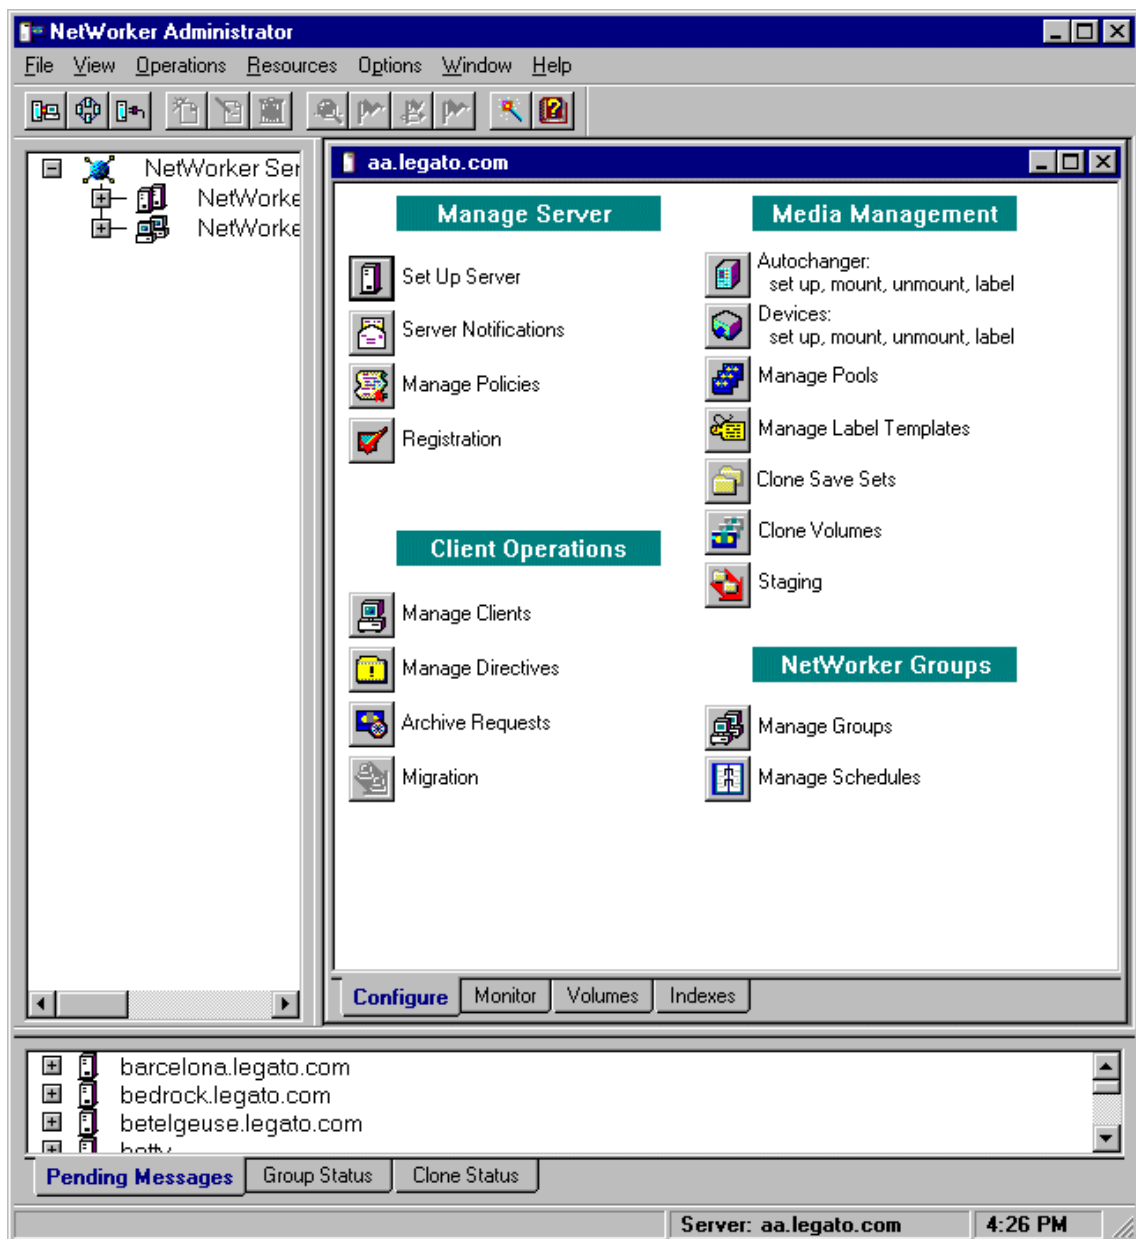 NetWorker Administrator
File View Operations Resources Options Window Help
NetWorker Ser
NetWorke
NetWorke
aa.legato.com
Manage Server
Set Up Server
Server Notifications
Manage Policies
Registration
Client Operations
Manage Clients
Manage Directives
Archive Requests
Migration
Media Management
Autochanger:
set up, mount, unmount, label
Devices:
set up, mount, unmount, label
Manage Pools
Manage Label Templates
Clone Save Sets
Clone Volumes
Staging
NetWorker Groups
Manage Groups
Manage Schedules
Configure Monitor Volumes Indexes
barcelona.legato.com
bedrock.legato.com
betelgeuse.legato.com
Pending Messages Group Status Clone Status
Server: aa.legato.com 4:26 PM